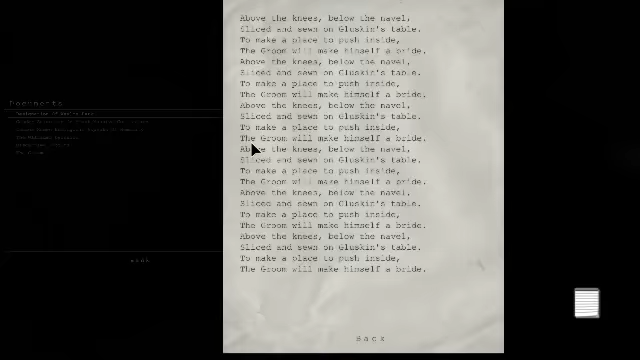 Documents
Above the knees, below the navel,
Sliced and sewn on Gluskin's table.
To make a place to push inside,
The Groom will make himself a bride.
Above the knees, below the navel,
Sliced and sewn on Gluskin's table.
To make a place to push inside,
The Groom will make himself a bride.
Above the knees, below the navel,
Sliced and sewn on Gluskin's table.
To make a place to push inside,
The Groom will make himself a bride.
Above the knees, below the navel,
Sliced and sewn on Gluskin's table.
To make a place to push inside,
The Groom will make himself a bride.
Above the knees, below the navel,
Sliced and sewn on Gluskin's table.
To make a place to push inside,
The Groom will make himself a bride.
Above the knees, below the navel,
Sliced and sewn on Gluskin's table.
To make a place to push inside,
The Groom will make himself a bride.
Back